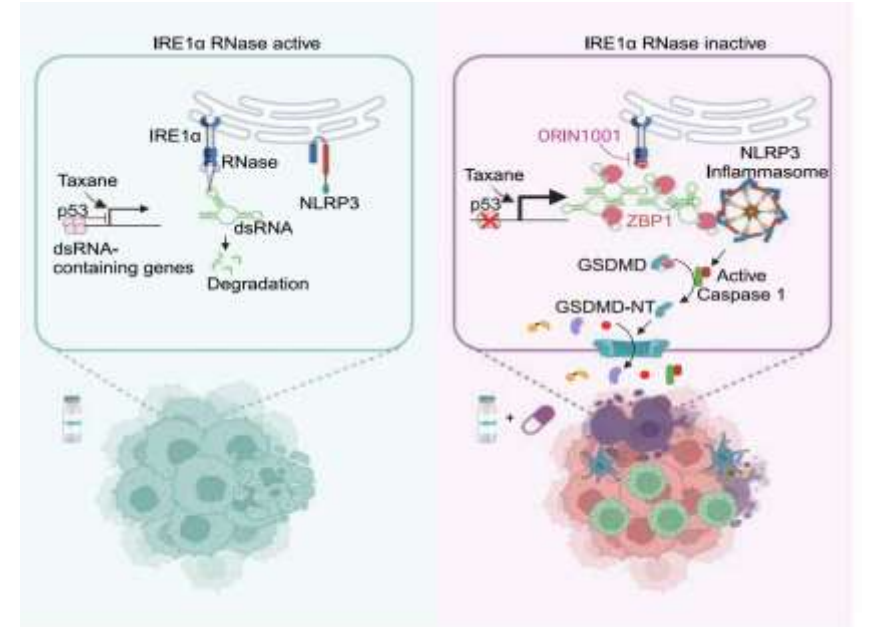 IRE1α RNase active
IRE1α
RNase
Taxane
p53
NLRP3
dsRNA
dsRNA-
containing genes
Degradation
IRE1α RNase inactive
ORIN1001
NLRP3
Inflammasome
Taxane
p53
ZBP1
GSDMD
Active
Caspase 1
GSDMD-NT
+